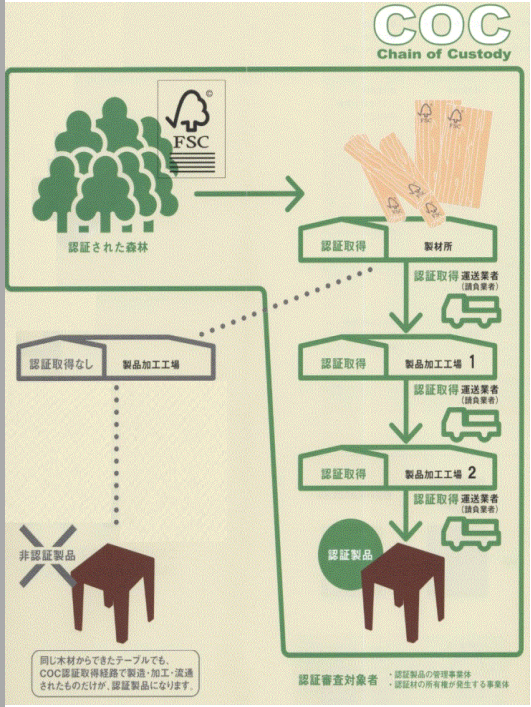 COC
Chain of Custody
©
FSC
認証された森林
FSC
FSC
FSC
FSC
認証取得 製材所
認証取得 運送業者
(請負業者)
認証取得なし 製品加工工場
認証取得 製品加工工場 1
認証取得 運送業者
(請負業者)
認証取得 製品加工工場 2
認証取得 運送業者
(請負業者)
非認証製品
認証製品
同じ木材からできたテーブルでも、
COC認証取得経路で製造・加工・流通
されたものだけが、認証製品になります。
認証審査対象者
・認証製品の管理事業体
・認証材の所有権が発生する事業体